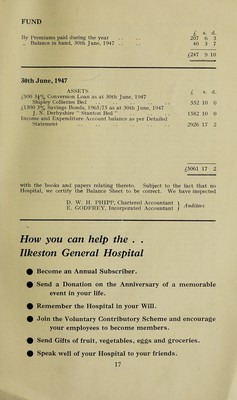 FUND
£ s. d.
By Premiums paid during the year .. .. 207 6 3
„ Balance in hand, 30th June, 1947 .. .. 40 3 7
£247 9 10
30th June, 1947
ASSETS £ s. d.
£500 3½% Conversion Loan as at 30th June, 1947
Shipley Collieries Bed .. 552 10 0
£1500 3% Savings Bonds, 1965/75 as at 30th June, 1947
J. N. Derbyshire "Stanton Bed" .. 1582 10 0
Income and Expenditure Account balance as per Detailed
Statement .. 2926 17 2
£5061 17 2
with the books and papers relating thereto. Subject to the fact that no
Hospital, we certify the Balance Sheet to be correct. We have inspected
D. W. H. PHIPP, Chartered Accountant } Auditors
E. GODFREY, Incorporated Accountant
How you can help the . .
Ilkeston General Hospital
● Become an Annual Subscriber.
● Send a Donation on the Anniversary of a memorable
event in your life.
● Remember the Hospital in your Will.
● Join the Voluntary Contributory Scheme and encourage
your employees to become members.
● Send Gifts of fruit, vegetables, eggs and groceries.
● Speak well of your Hospital to your friends.
17